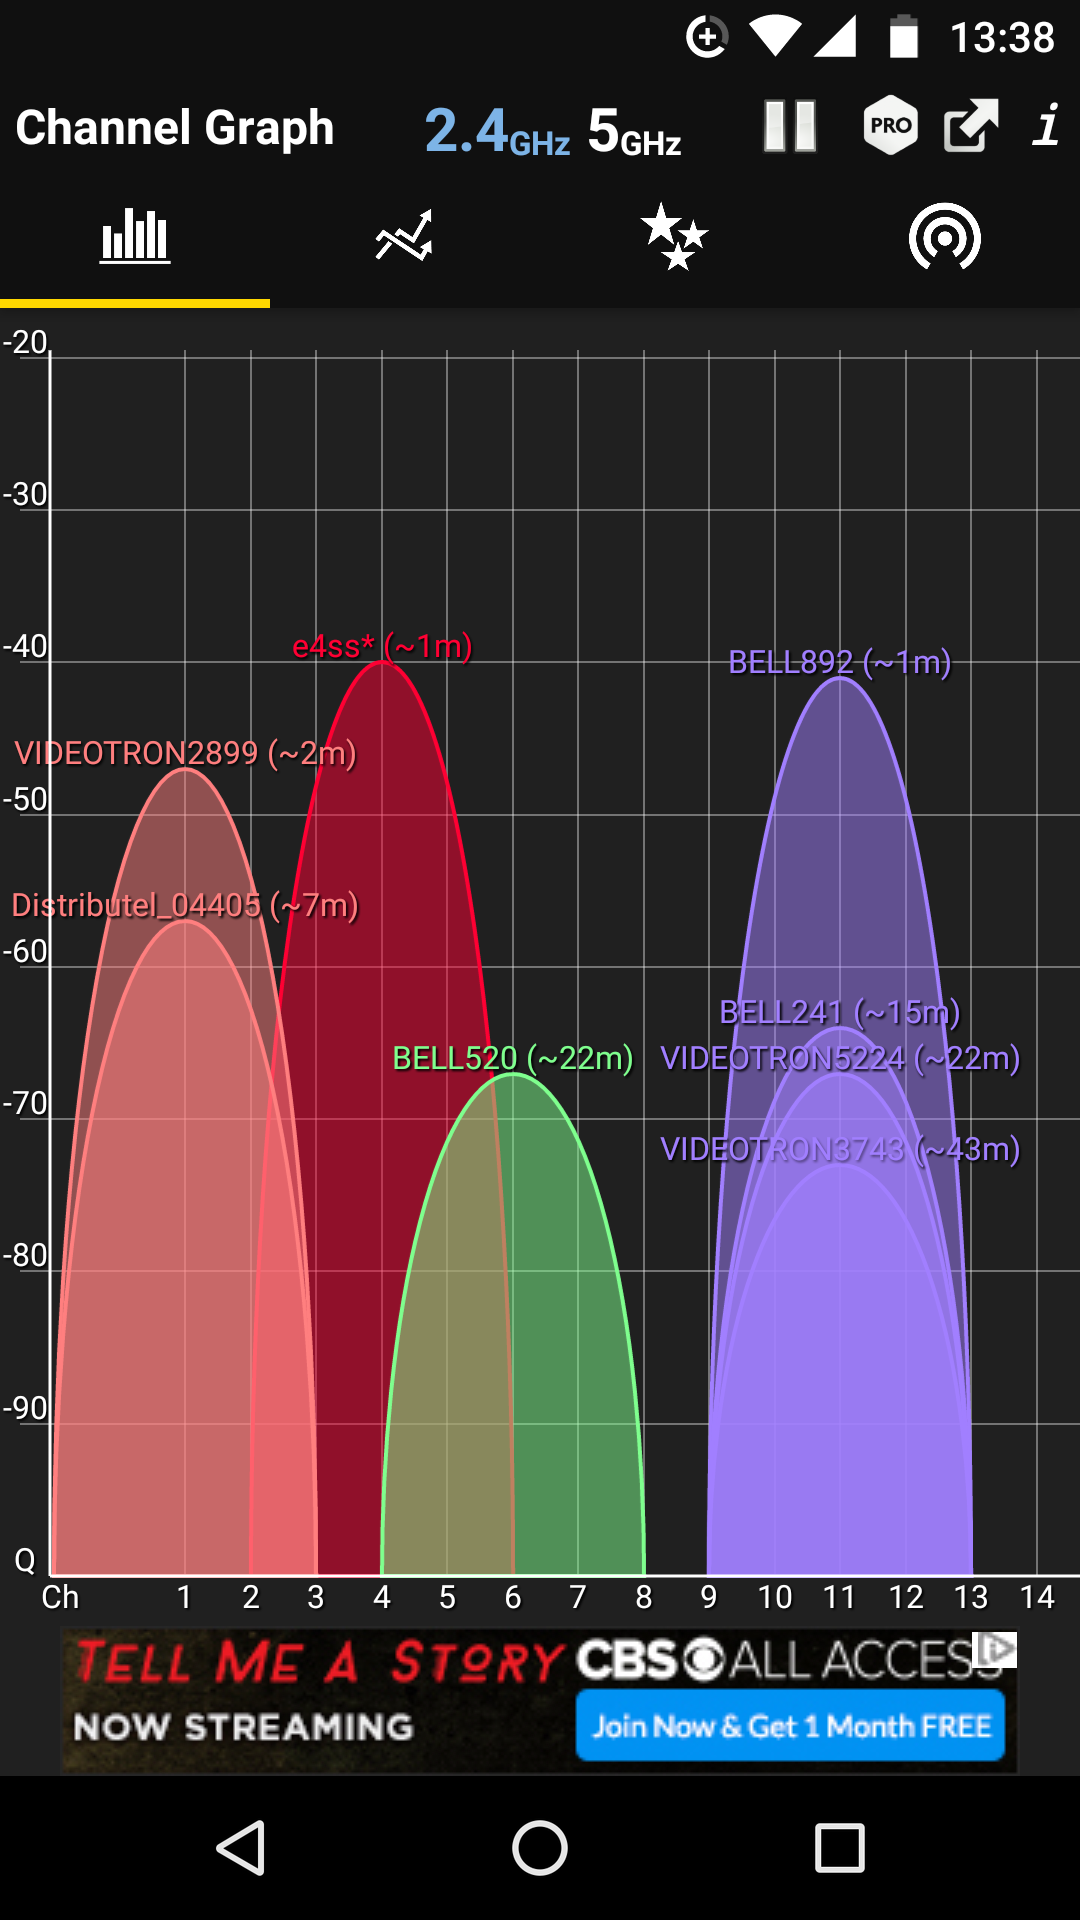 13:38
Channel Graph 2.4GHz 5GHz PRO i
-20
-30
-40
e4ss* (~1m)
BELL892 (~1m)
VIDEOTRON2899 (~2m)
-50
Distributel_04405 (~7m)
-60
BELL241 (~15m)
BELL520 (~22m)
VIDEOTRON5224 (~22m)
-70
VIDEOTRON3743 (~43m)
-80
-90
Q
Ch 1 2 3 4 5 6 7 8 9 10 11 12 13 14
TELL ME A STORY CBS ALL ACCESS
NOW STREAMING
Join Now & Get 1 Month FREE